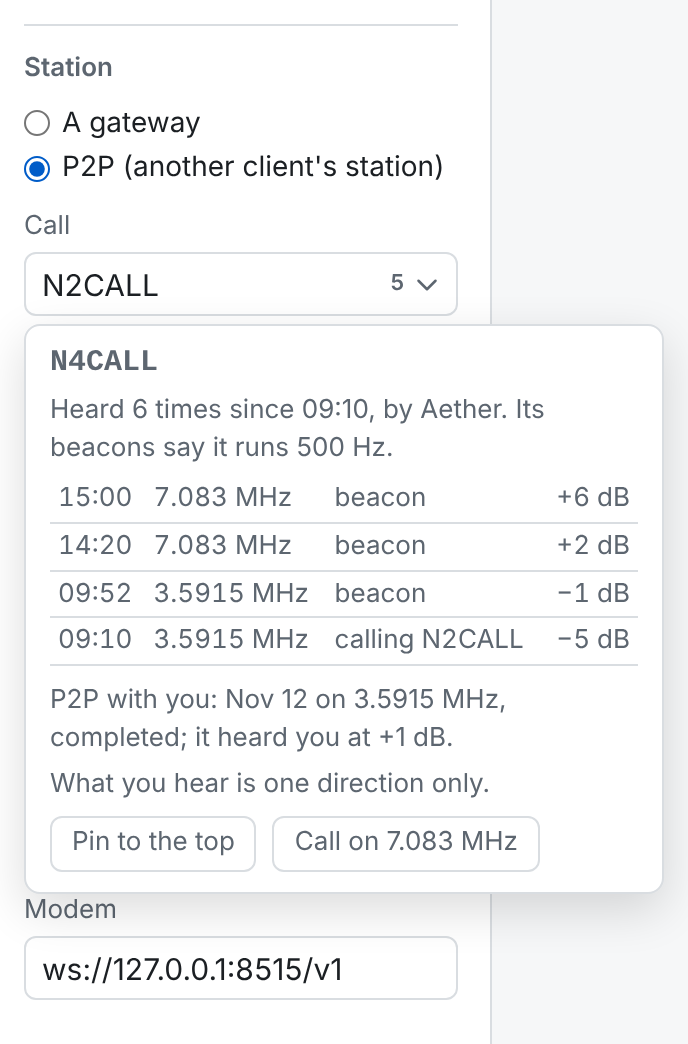 Station
A gateway
P2P (another client's station)
Call
N2CALL 5
N4CALL
Heard 6 times since 09:10, by Aether. Its
beacons say it runs 500 Hz.
15:00 7.083 MHz beacon +6 dB
14:20 7.083 MHz beacon +2 dB
09:52 3.5915 MHz beacon −1 dB
09:10 3.5915 MHz calling N2CALL −5 dB
P2P with you: Nov 12 on 3.5915 MHz,
completed; it heard you at +1 dB.
What you hear is one direction only.
Pin to the top Call on 7.083 MHz
Modem
ws://127.0.0.1:8515/v1